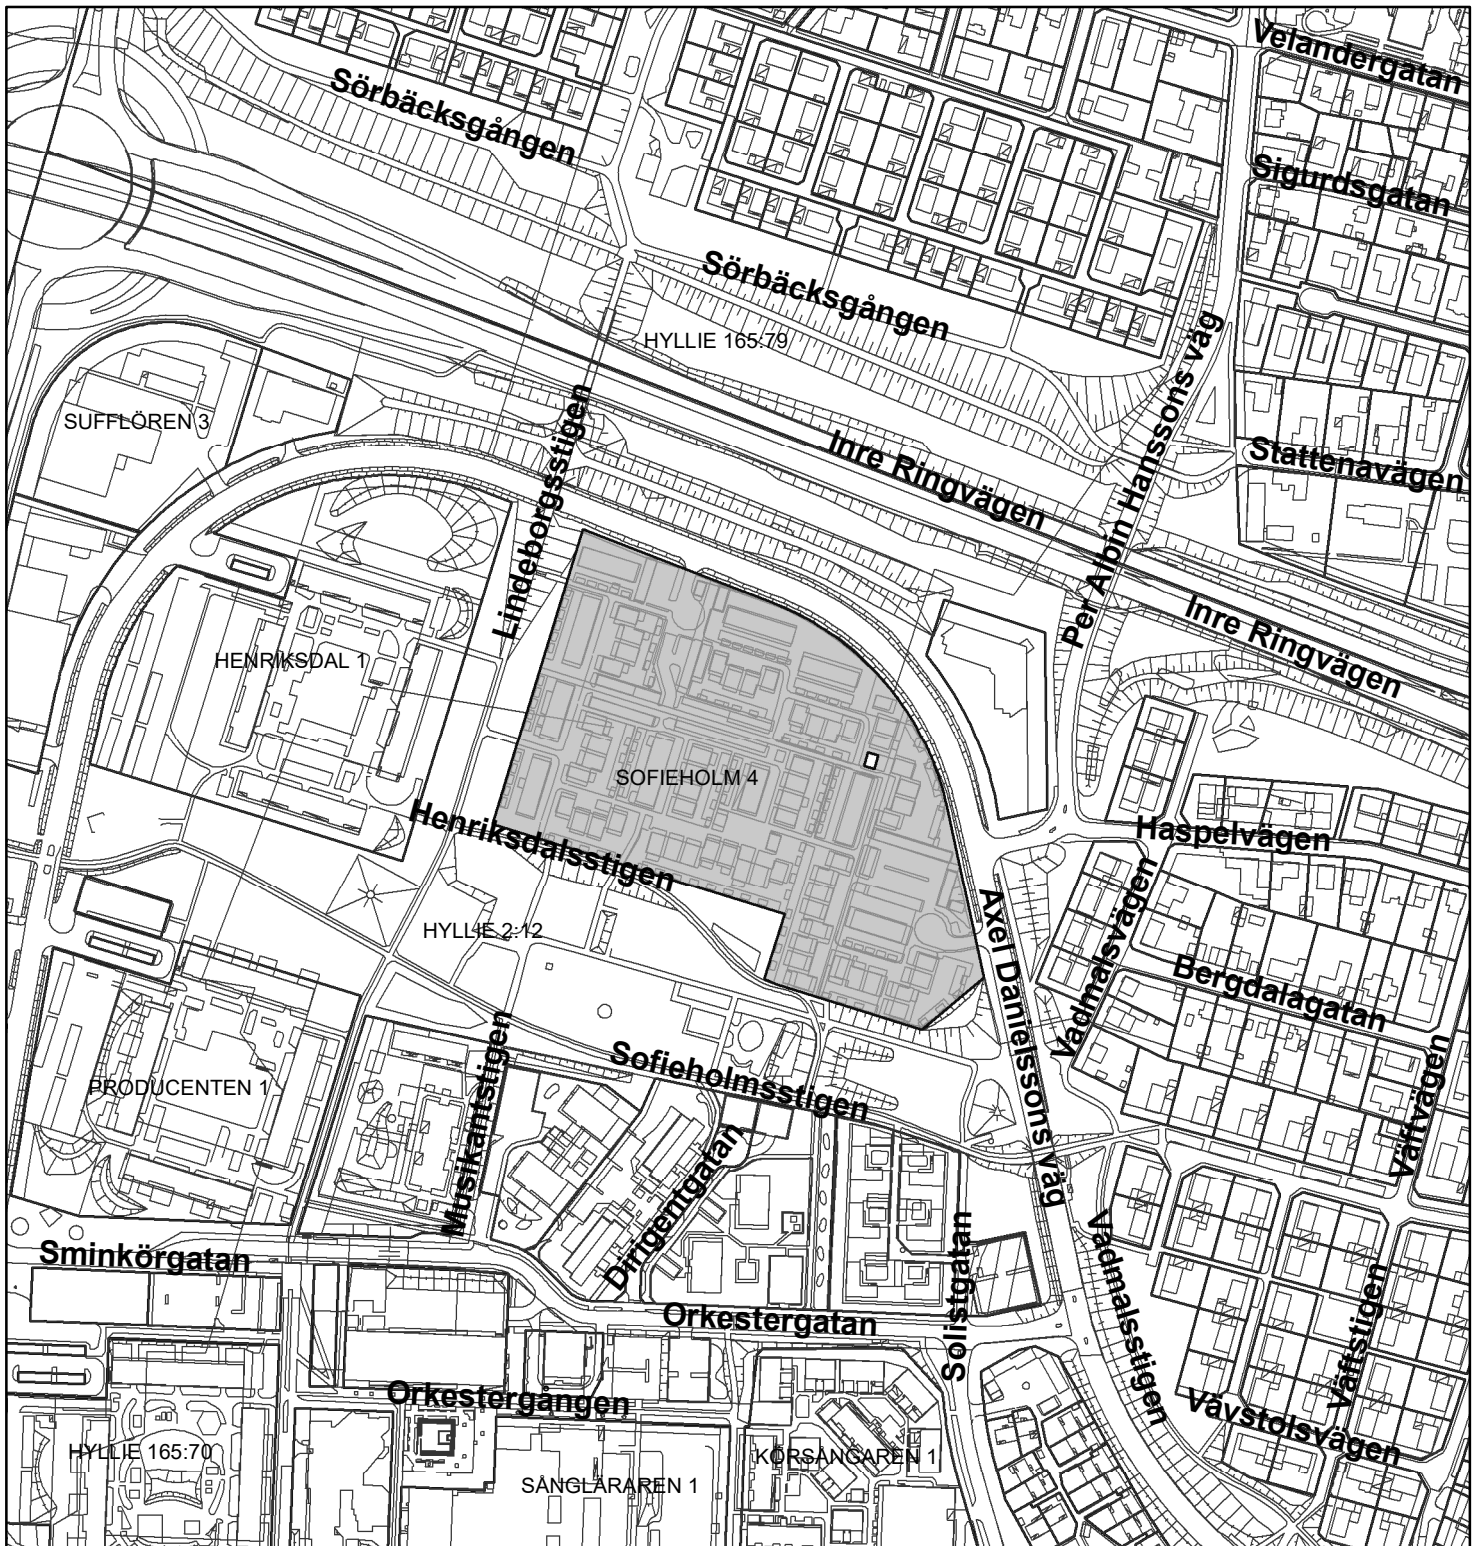 Velandergatan
Sörbäcksgången
Sigurdsgatan
Sörbäcksgången
HYLLIE 165:79
Per Albin Hanssons väg
SUFFLÖREN 3
Lindeborgsstigen
Inre Ringvägen
Stattenavägen
Inre Ringvägen
HENRIKSDAL 1
SOFIEHOLM 4
Henriksdalsstigen
Haspelvägen
HYLLIE 2:12
Axel Danielssons väg
Vadmalsvägen
Bergdalagatan
Musikantstigen
Sofieholmsstigen
PRODUCENTEN 1
Väftvägen
Dirigentgatan
Sminkörgatan
Solistgatan
Vadmalsstigen
Orkestergatan
Väftstigen
Orkestergången
Vävstolsvägen
HYLLIE 165:70
KÖRSÅNGAREN 1
SÅNGLÄRAREN 1